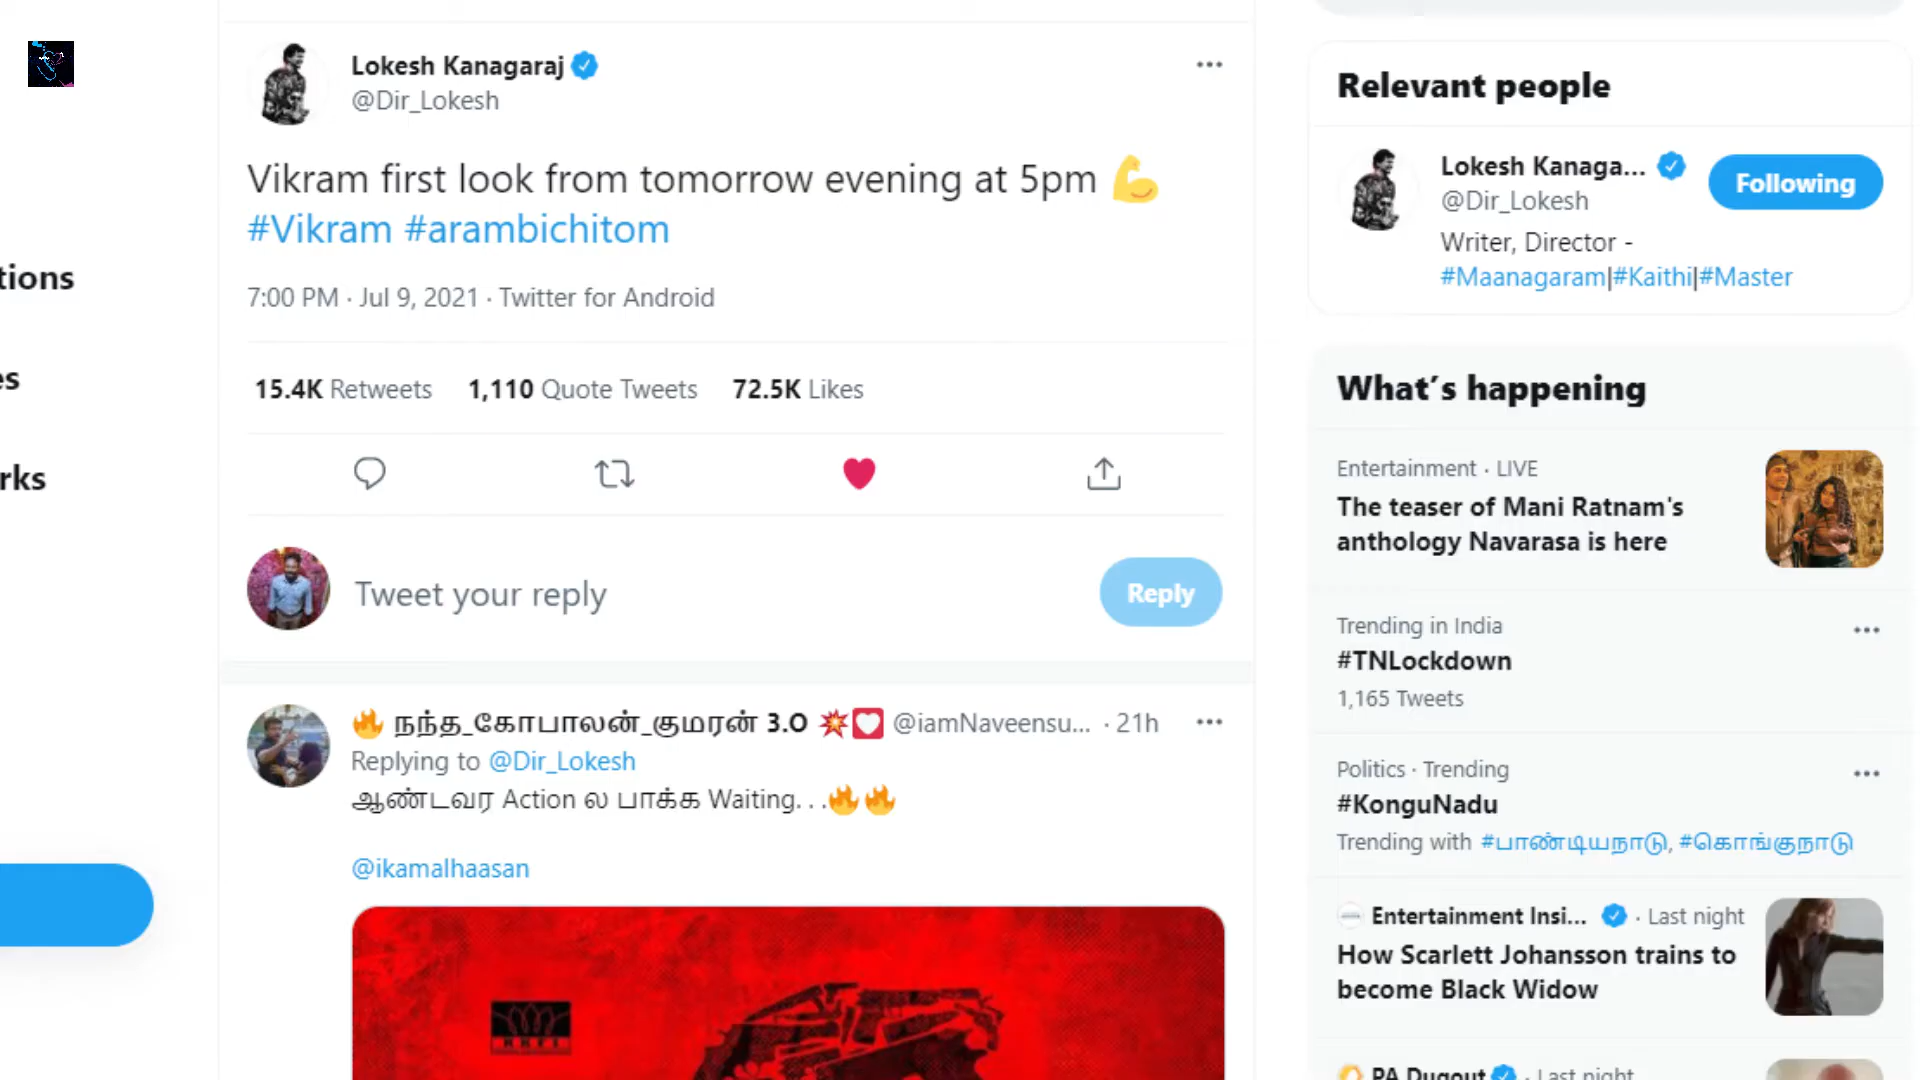 Lokesh Kanagaraj
@Dir_Lokesh
Vikram first look from tomorrow evening at 5pm 💪
#Vikram #arambichitom
7:00 PM · Jul 9, 2021 · Twitter for Android
15.4K Retweets 1,110 Quote Tweets 72.5K Likes
Tweet your reply
Reply
🔥 நந்த_கோபாலன்_குமரன் 3.O 💥💟 @iamNaveensu... · 21h
Replying to @Dir_Lokesh
ஆண்டவர Action ல பாக்க Waiting. . .🔥🔥
@ikamalhaasan
RKFI
tions
es
rks
Relevant people
Lokesh Kanaga...
@Dir_Lokesh
Following
Writer, Director -
#Maanagaram|#Kaithi|#Master
What's happening
Entertainment · LIVE
The teaser of Mani Ratnam's
anthology Navarasa is here
Trending in India
#TNLockdown
1,165 Tweets
Politics · Trending
#KonguNadu
Trending with #பாண்டியநாடு, #கொங்குநாடு
Entertainment Insi... · Last night
How Scarlett Johansson trains to
become Black Widow
PA Dugout · Last night